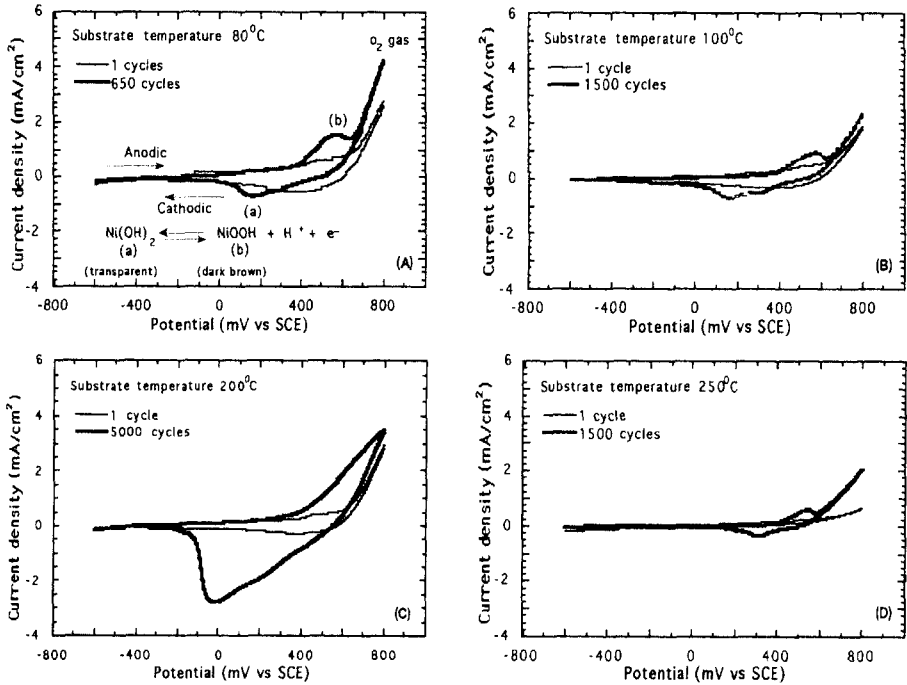 6
4
2
0
-2
-4
Current density (mA/cm²)
Substrate temperature 80⁰C
1 cycles
650 cycles
O₂ gas
(b)
Anodic
Cathodic
(a)
Ni(OH)₂ NiOOH + H⁺ + e⁻
(a) (b)
(transparent) (dark brown)
(A)
-800 -400 0 400 800
Potential (mV vs SCE)
6
4
2
0
-2
-4
Current density (mA/cm²)
Substrate temperature 100⁰C
1 cycle
1500 cycles
(B)
-800 -400 0 400 800
Potential (mV vs SCE)
6
4
2
0
-2
-4
Current density (mA/cm²)
Substrate temperature 200⁰C
1 cycle
5000 cycles
(C)
-800 -400 0 400 800
Potential (mV vs SCE)
6
4
2
0
-2
-4
Current density (mA/cm²)
Substrate temperature 250⁰C
1 cycle
1500 cycles
(D)
-800 -400 0 400 800
Potential (mV vs SCE)